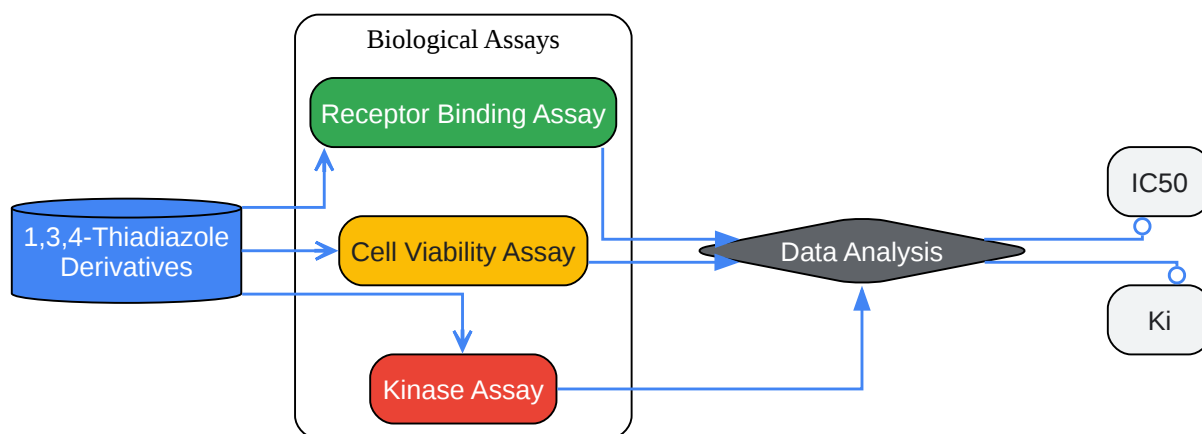 Biological Assays
Receptor Binding Assay
1,3,4-Thiadiazole
Derivatives
Cell Viability Assay
Kinase Assay
Data Analysis
IC50
Ki